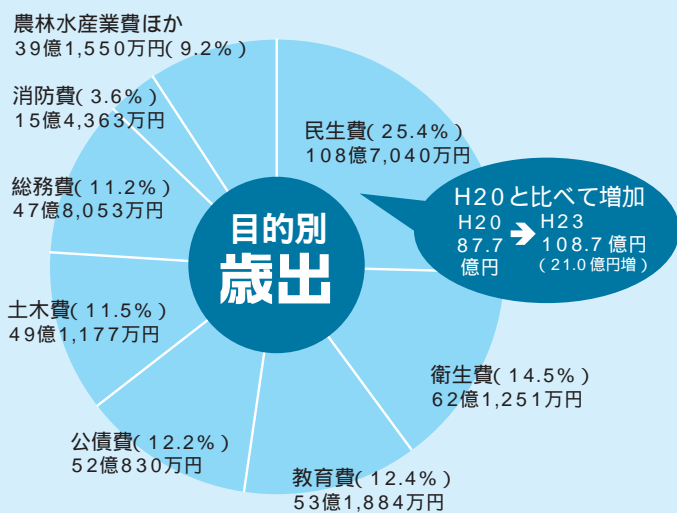 農林水産業費ほか
39億1,550万円(9.2%)
消防費(3.6%)
15億4,363万円
総務費(11.2%)
47億8,053万円
土木費(11.5%)
49億1,177万円
公債費(12.2%)
52億830万円
教育費(12.4%)
53億1,884万円
衛生費(14.5%)
62億1,251万円
民生費(25.4%)
108億7,040万円
H20と比べて増加
H20 ➔ H23
87.7億円 108.7億円
(21.0億円増)
目的別
歳出